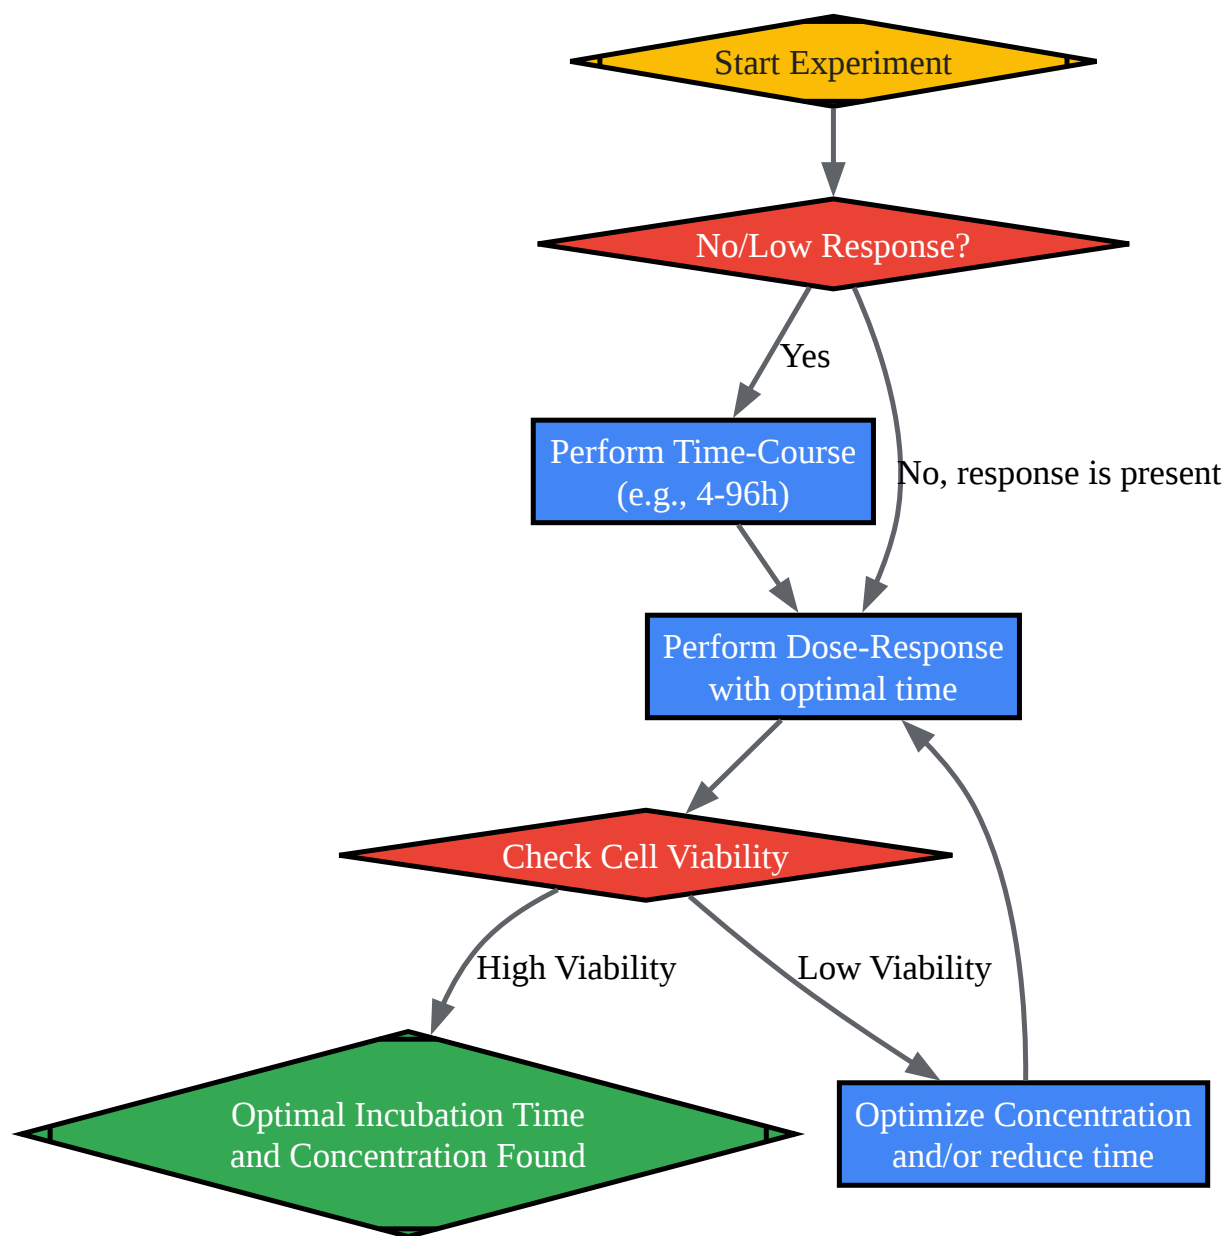 Start Experiment
No/Low Response?
Yes
Perform Time-Course
(e.g., 4-96h)
No, response is present
Perform Dose-Response
with optimal time
Check Cell Viability
High Viability
Low Viability
Optimal Incubation Time
and Concentration Found
Optimize Concentration
and/or reduce time